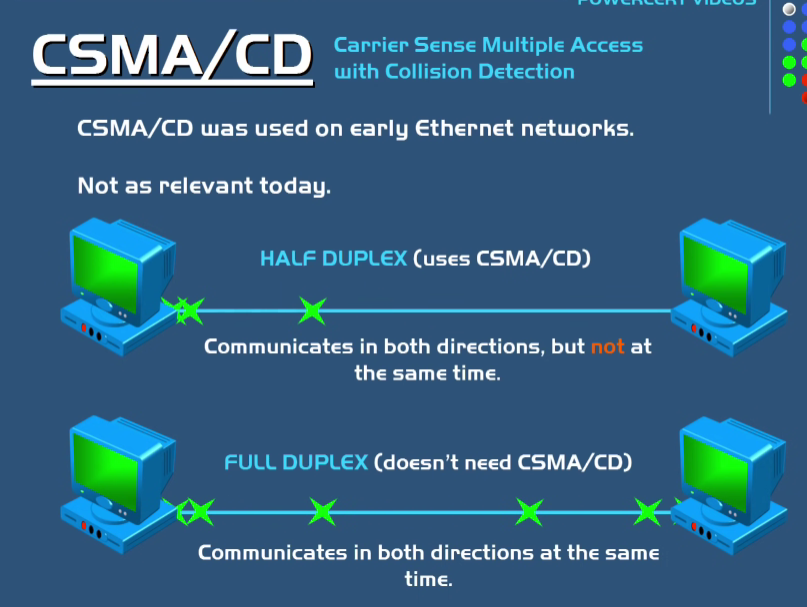 POWERCERT VIDEOS
CSMA/CD
Carrier Sense Multiple Access
with Collision Detection
CSMA/CD was used on early Ethernet networks.
Not as relevant today.
HALF DUPLEX (uses CSMA/CD)
Communicates in both directions, but not at
the same time.
FULL DUPLEX (doesn't need CSMA/CD)
Communicates in both directions at the same
time.